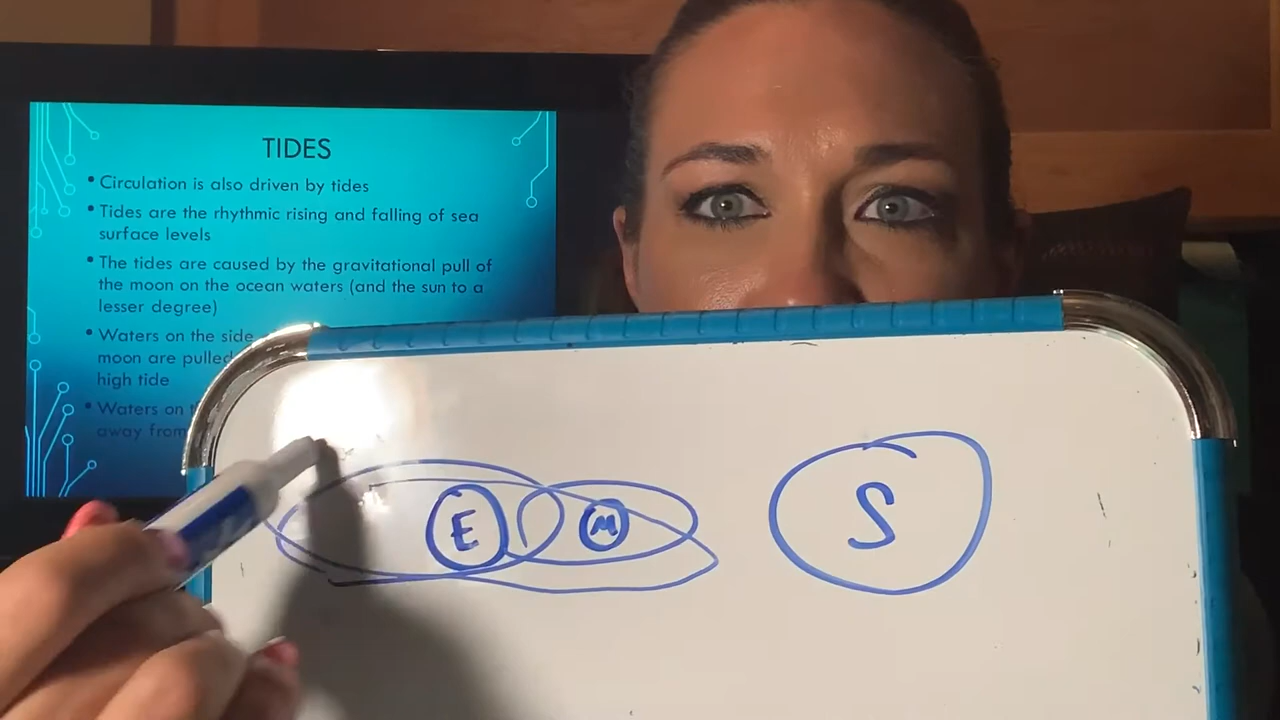 TIDES
• Circulation is also driven by tides
• Tides are the rhythmic rising and falling of sea
surface levels
• The tides are caused by the gravitational pull of
the moon on the ocean waters (and the sun to a
lesser degree)
• Waters on the side
moon are pulled
high tide
• Waters on
away from
E
M
S